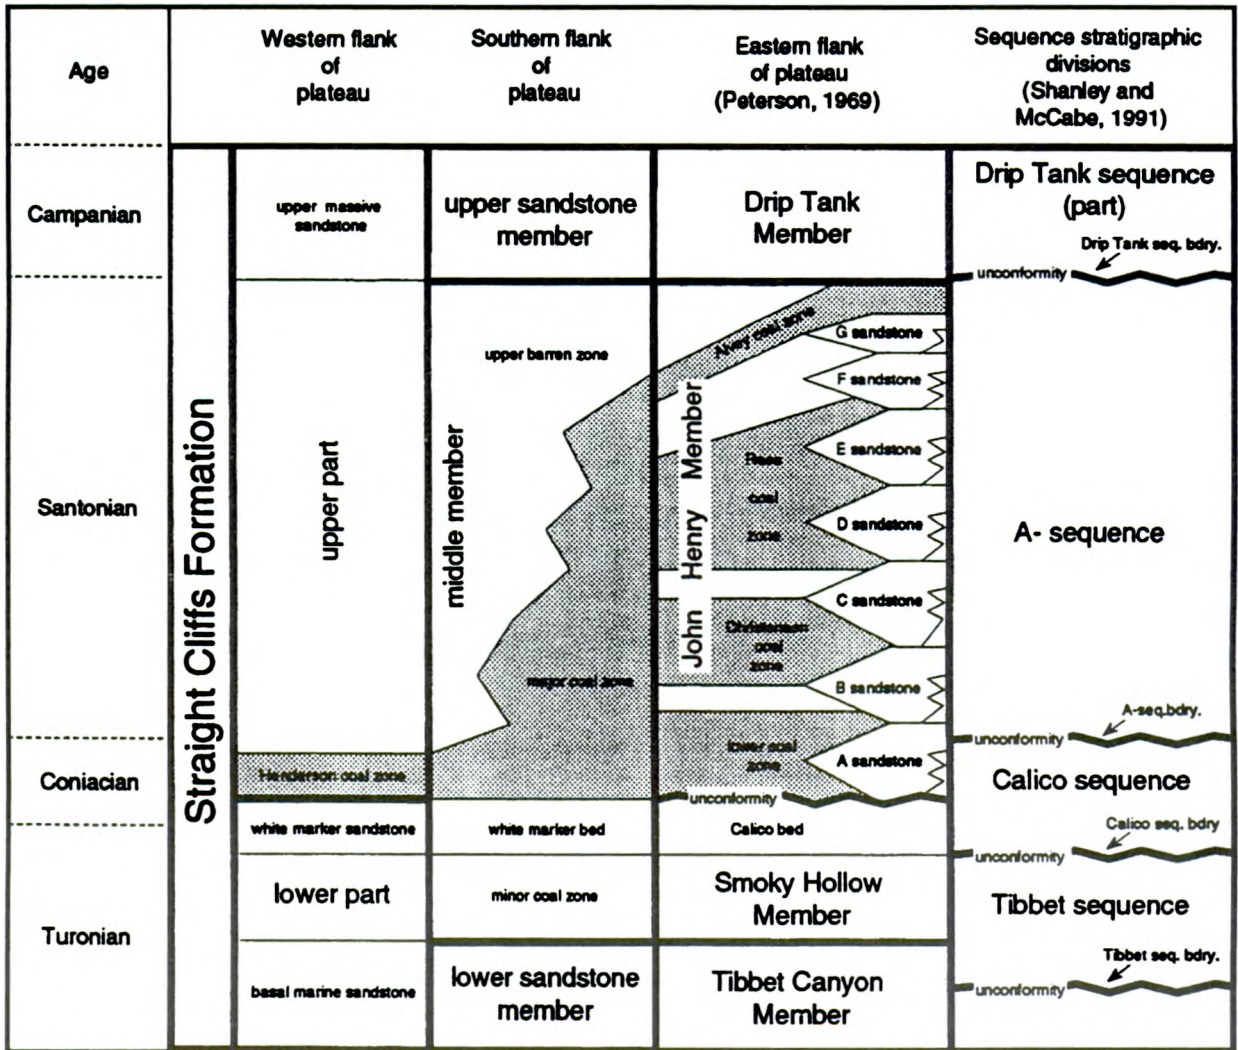 Age
Western flank
of
plateau
Southern flank
of
plateau
Eastern flank
of plateau
(Peterson, 1969)
Sequence stratigraphic
divisions
(Shanley and
McCabe, 1991)
Campanian
Santonian
Coniacian
Turonian
Straight Cliffs Formation
upper massive
sandstone
upper part
Henderson coal zone
white marker sandstone
lower part
basal marine sandstone
upper sandstone
member
upper barren zone
middle member
major coal zone
white marker bed
minor coal zone
lower sandstone
member
Drip Tank
Member
Alvey coal zone
John Henry Member
G sandstone
F sandstone
Rees
coal
zone
E sandstone
D sandstone
C sandstone
Christensen
coal
zone
B sandstone
lower coal
zone
A sandstone
unconformity
Calico bed
Smoky Hollow
Member
Tibbet Canyon
Member
Drip Tank sequence
(part)
Drip Tank seq. bdry.
unconformity
A- sequence
A-seq.bdry.
unconformity
Calico sequence
Calico seq. bdry
unconformity
Tibbet sequence
Tibbet seq. bdry.
unconformity